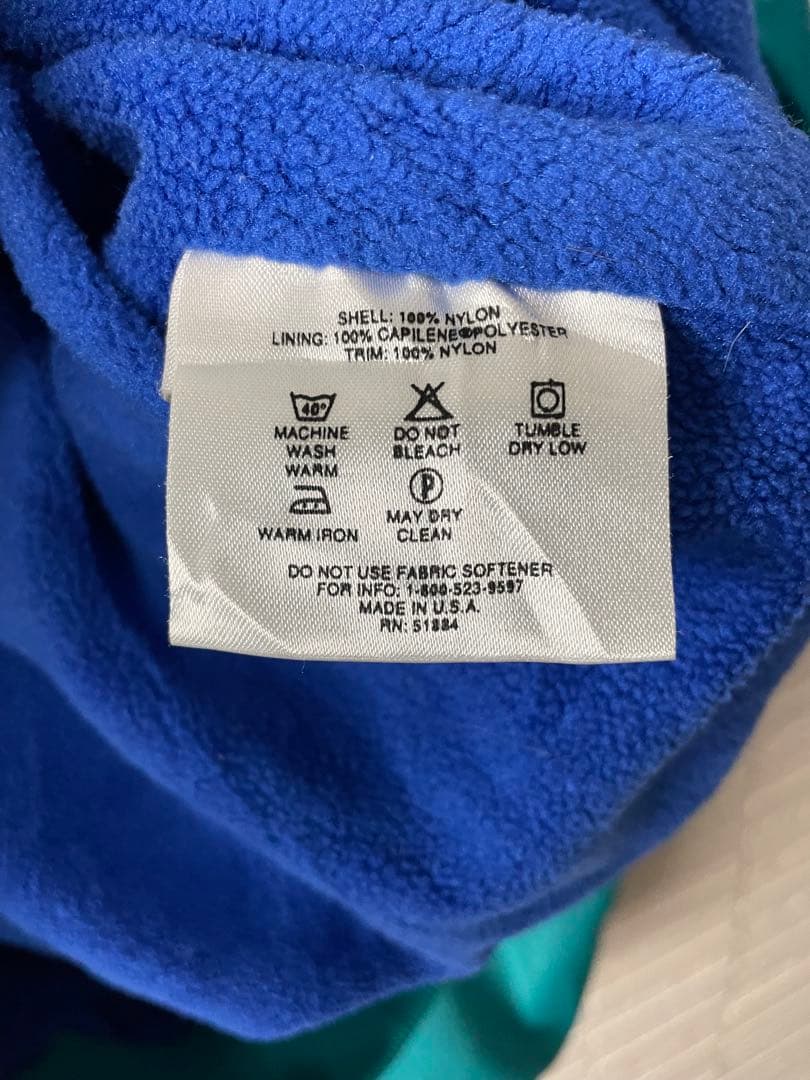 SHELL: 100% NYLON
LINING: 100% CAPILENE®POLYESTER
TRIM: 100% NYLON
40°
MACHINE WASH WARM
DO NOT BLEACH
TUMBLE DRY LOW
WARM IRON
P
MAY DRY CLEAN
DO NOT USE FABRIC SOFTENER
FOR INFO: 1-800-523-9597
MADE IN U.S.A.
RN: 51884